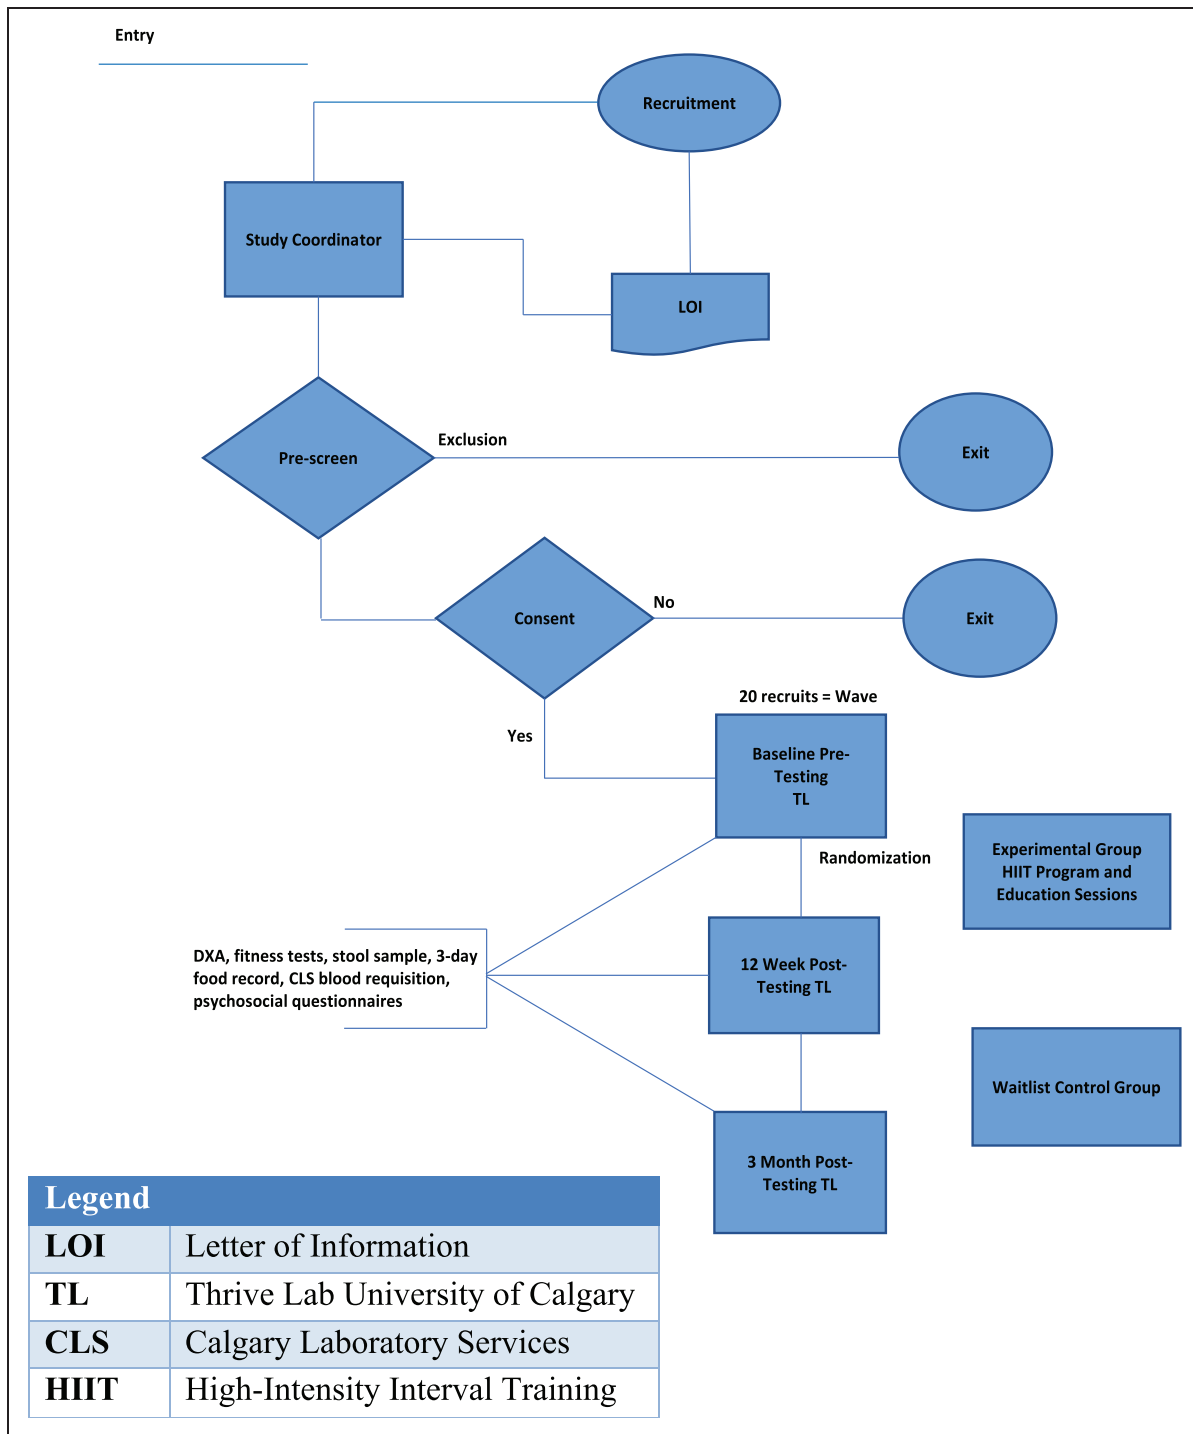 Entry
Recruitment
Study Coordinator
LOI
Exclusion
Pre-screen
Exit
Consent
No
Exit
Yes
20 recruits = Wave
Baseline Pre-
Testing
TL
Randomization
Experimental Group
HIIT Program and
Education Sessions
DXA, fitness tests, stool sample, 3-day
food record, CLS blood requisition,
psychosocial questionnaires
12 Week Post-
Testing TL
Waitlist Control Group
3 Month Post-
Testing TL
Legend
LOI Letter of Information
TL Thrive Lab University of Calgary
CLS Calgary Laboratory Services
HIIT High-Intensity Interval Training